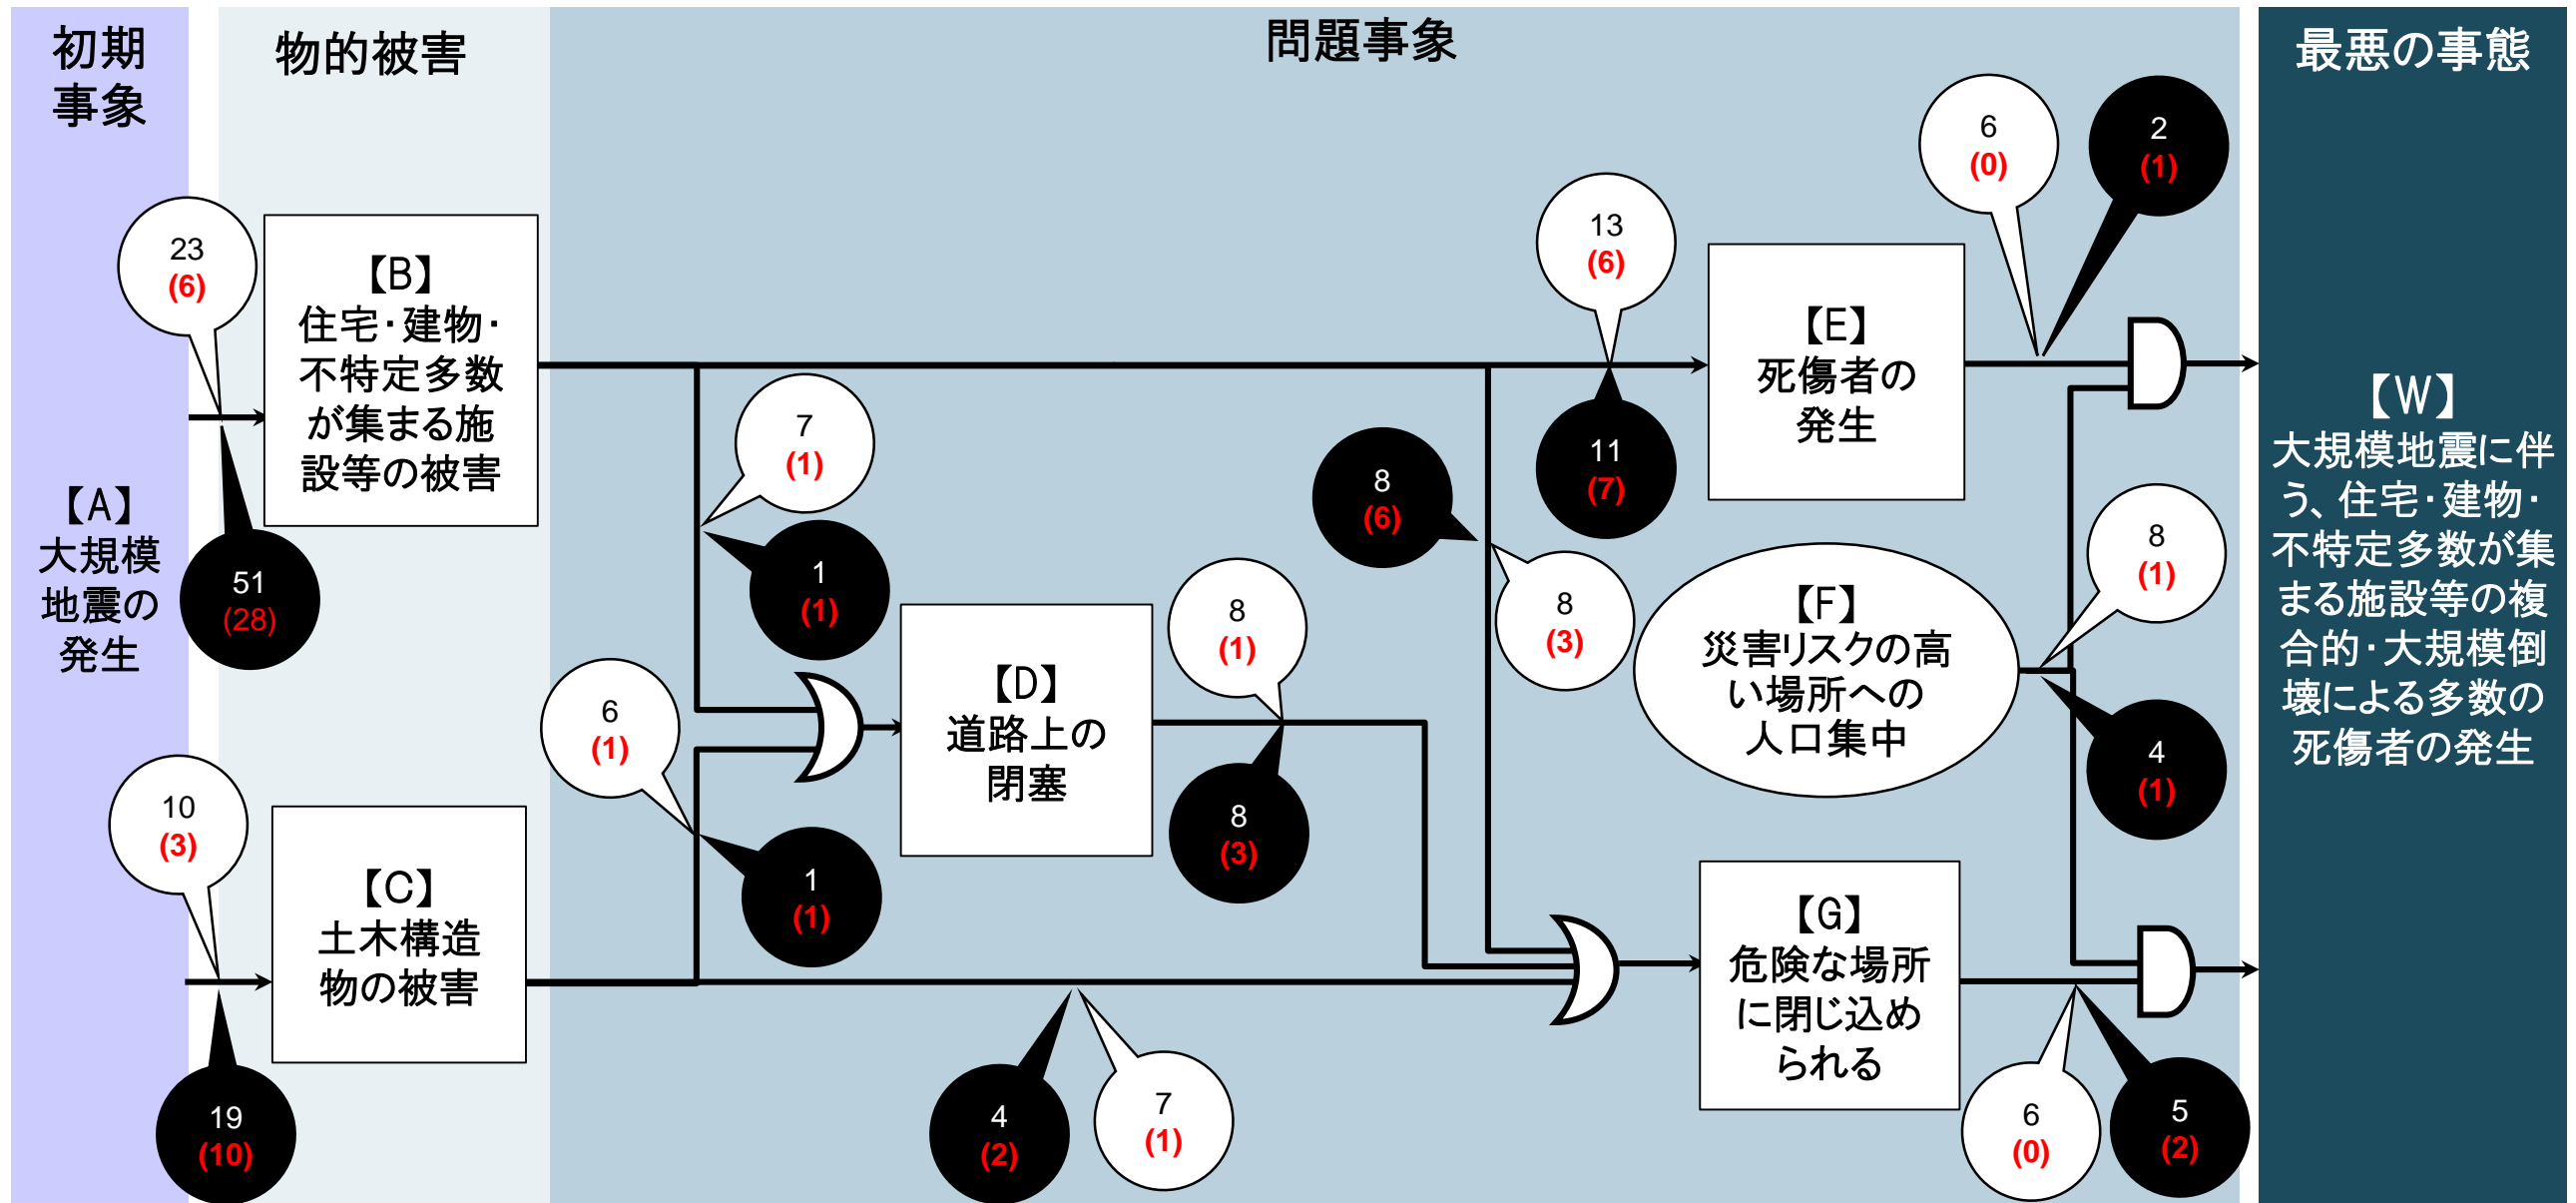 初期
事象
物的被害
問題事象
最悪の事態
【A】
大規模
地震の
発生
23
(6)
51
(28)
10
(3)
19
(10)
【B】
住宅・建物・
不特定多数
が集まる施
設等の被害
【C】
土木構造
物の被害
7
(1)
1
(1)
6
(1)
1
(1)
【D】
道路上の
閉塞
8
(1)
8
(3)
4
(2)
7
(1)
13
(6)
11
(7)
8
(6)
8
(3)
【E】
死傷者の
発生
【F】
災害リスクの高
い場所への
人口集中
【G】
危険な場所
に閉じ込め
られる
6
(0)
2
(1)
8
(1)
4
(1)
6
(0)
5
(2)
【W】
大規模地震に伴
う、住宅・建物・
不特定多数が集
まる施設等の複
合的・大規模倒
壊による多数の
死傷者の発生